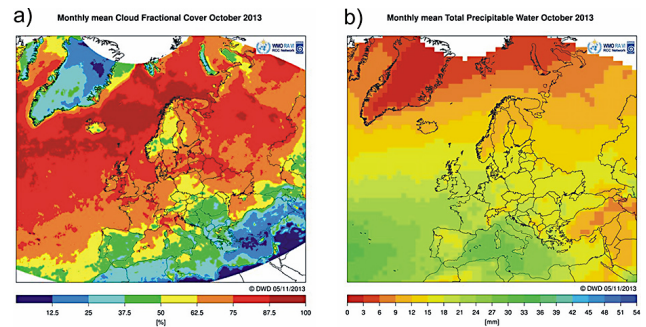 a)
Monthly mean Cloud Fractional Cover October 2013
WMO RA VI
RCC Network
© DWD 05/11/2013
12.5 25 37.5 50 62.5 75 87.5 100
[%]
b)
Monthly mean Total Precipitable Water October 2013
WMO RA VI
RCC Network
© DWD 05/11/2013
0 3 6 9 12 15 18 21 24 27 30 33 36 39 42 45 48 51 54
[mm]